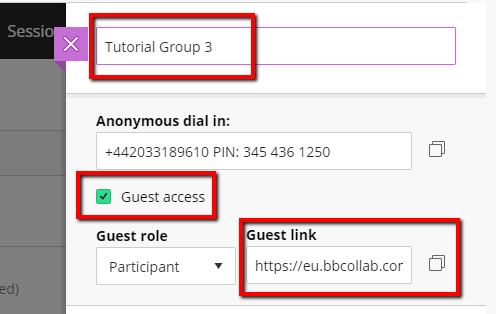 Session
Tutorial Group 3
Anonymous dial in:
+442033189610 PIN: 345 436 1250
Guest access
Guest role
Guest link
Participant
https://eu.bbcollab.cor
ed)